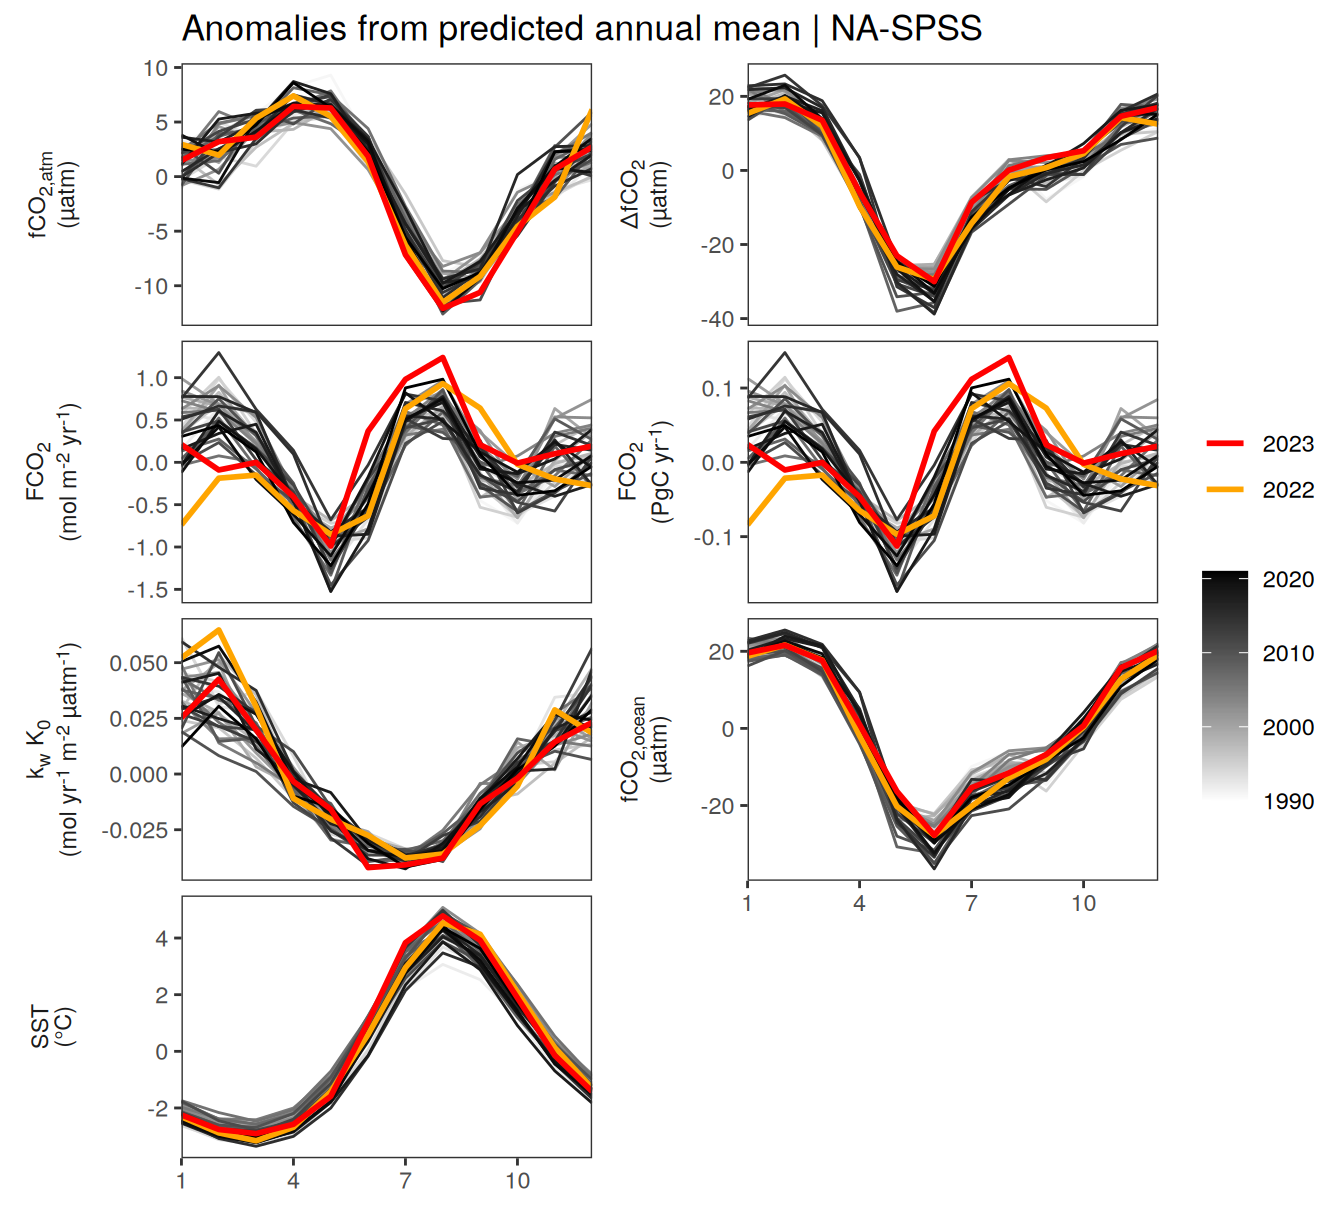 Anomalies from predicted annual mean | NA-SPSS
fCO2,atm
(µatm)
10
5
0
-5
-10
ΔfCO2
(µatm)
20
0
-20
-40
FCO2
(mol m-2 yr-1)
1.0
0.5
0.0
-0.5
-1.0
-1.5
FCO2
(PgC yr-1)
0.1
0.0
-0.1
kw K0
(mol yr-1 m-2 µatm-1)
0.050
0.025
0.000
-0.025
fCO2,ocean
(µatm)
20
0
-20
1
4
7
10
SST
(°C)
4
2
0
-2
1
4
7
10
2023
2022
2020
2010
2000
1990